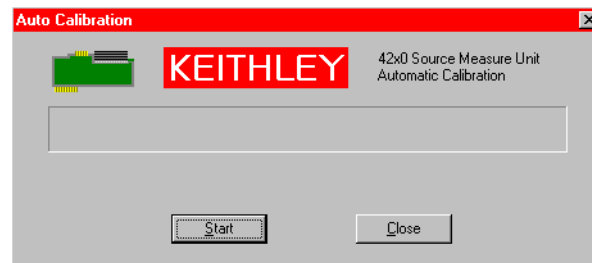 Auto Calibration
KEITHLEY
42x0 Source Measure Unit
Automatic Calibration
Start
Close